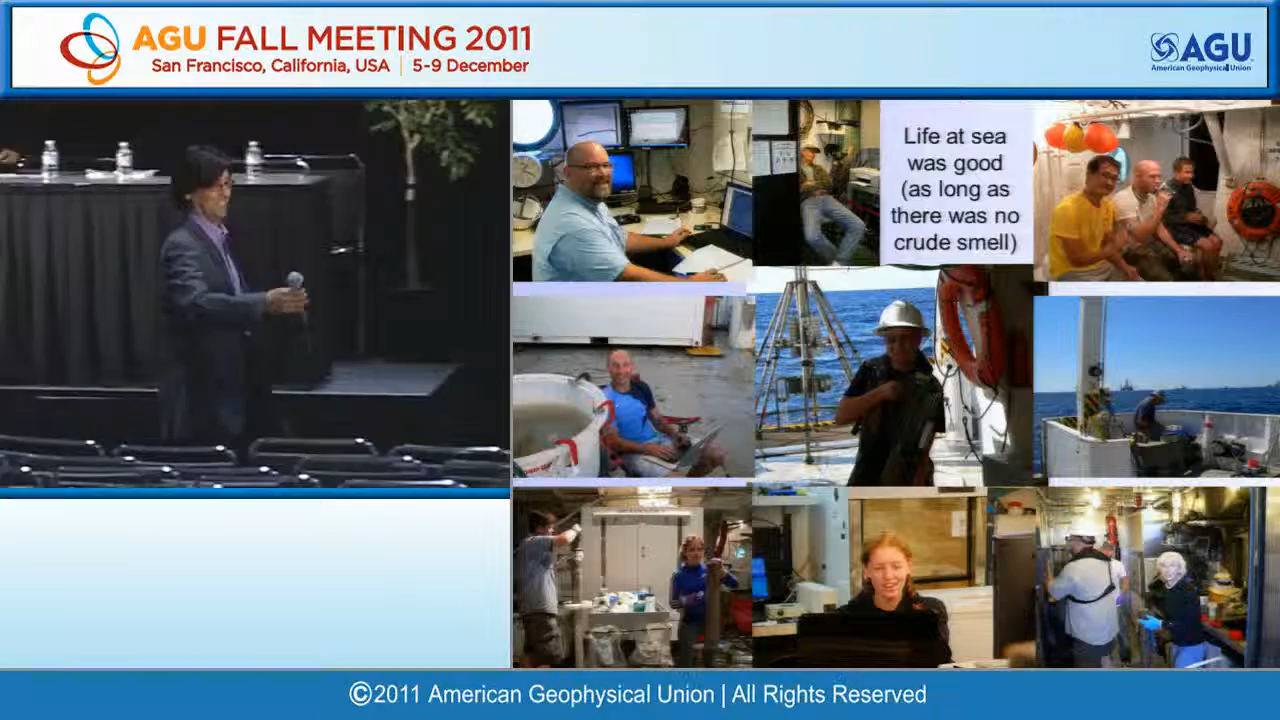 AGU FALL MEETING 2011
San Francisco, California, USA | 5-9 December
AGU
American Geophysical Union
Life at sea
was good
(as long as
there was no
crude smell)
©2011 American Geophysical Union | All Rights Reserved